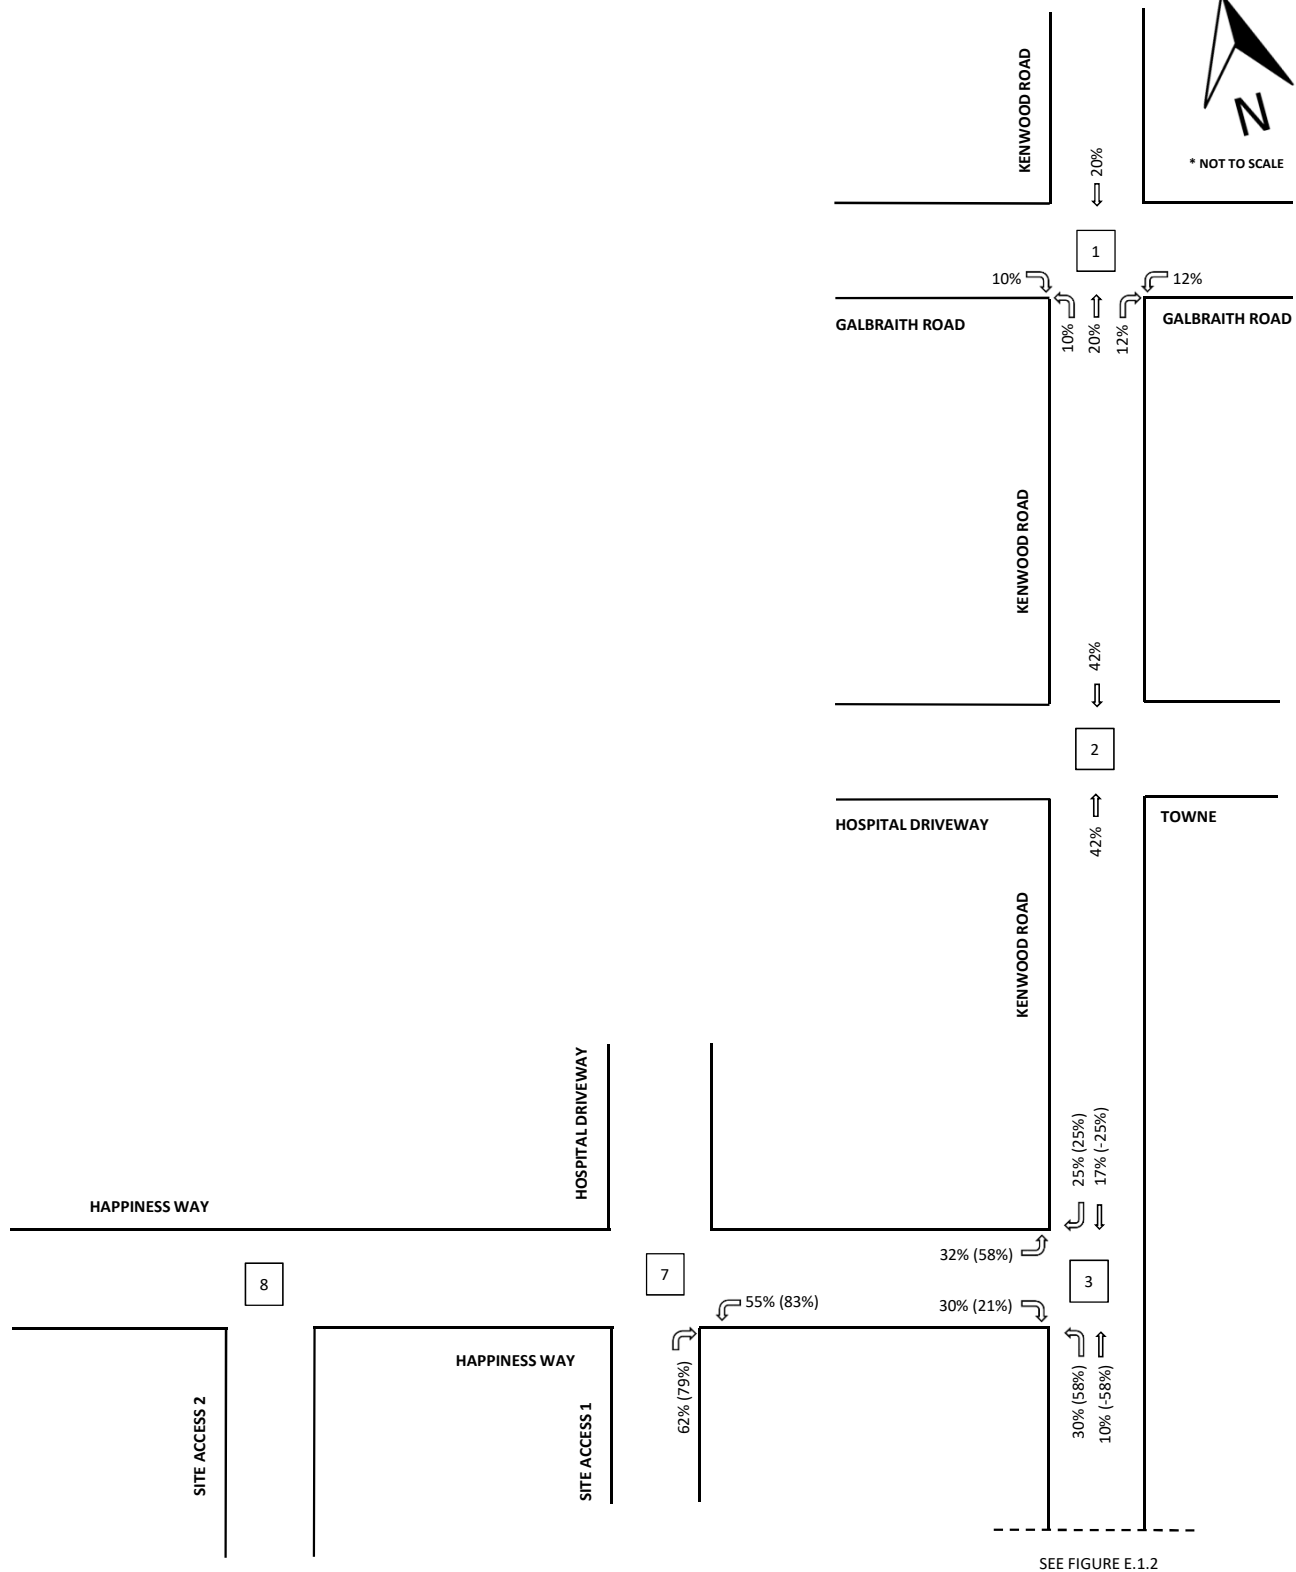 KENWOOD ROAD
N
* NOT TO SCALE
20%
1
10%
12%
GALBRAITH ROAD
10%
20%
12%
GALBRAITH ROAD
KENWOOD ROAD
42%
2
HOSPITAL DRIVEWAY
42%
TOWNE
KENWOOD ROAD
HOSPITAL DRIVEWAY
25% (25%)
17% (-25%)
HAPPINESS WAY
32% (58%)
8
7
3
55% (83%)
30% (21%)
HAPPINESS WAY
62% (79%)
30% (58%)
10% (-58%)
SITE ACCESS 2
SITE ACCESS 1
SEE FIGURE E.1.2